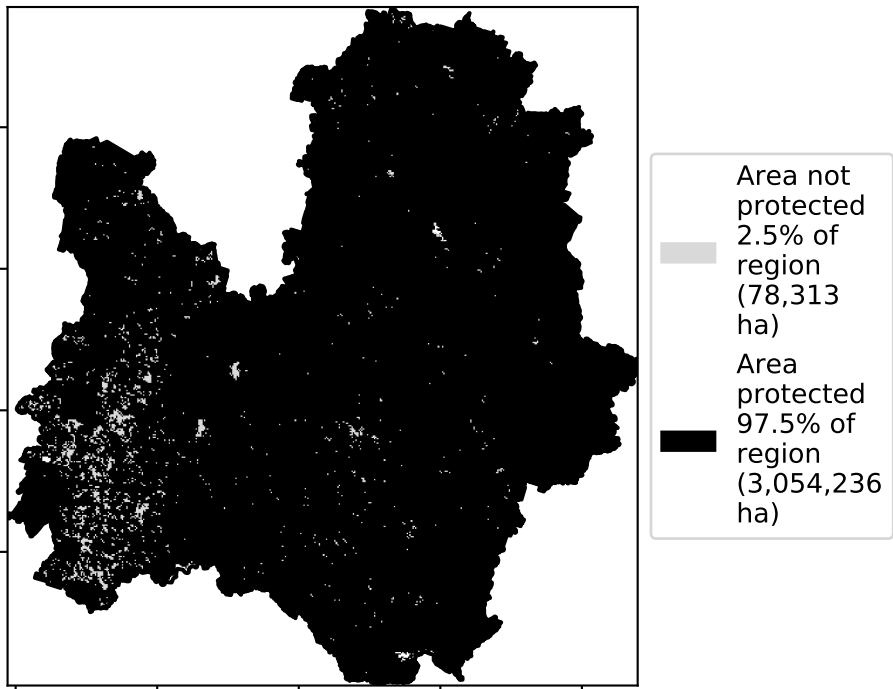 Area not
protected
2.5% of
region
(78,313
ha)
Area
protected
97.5% of
region
(3,054,236
ha)